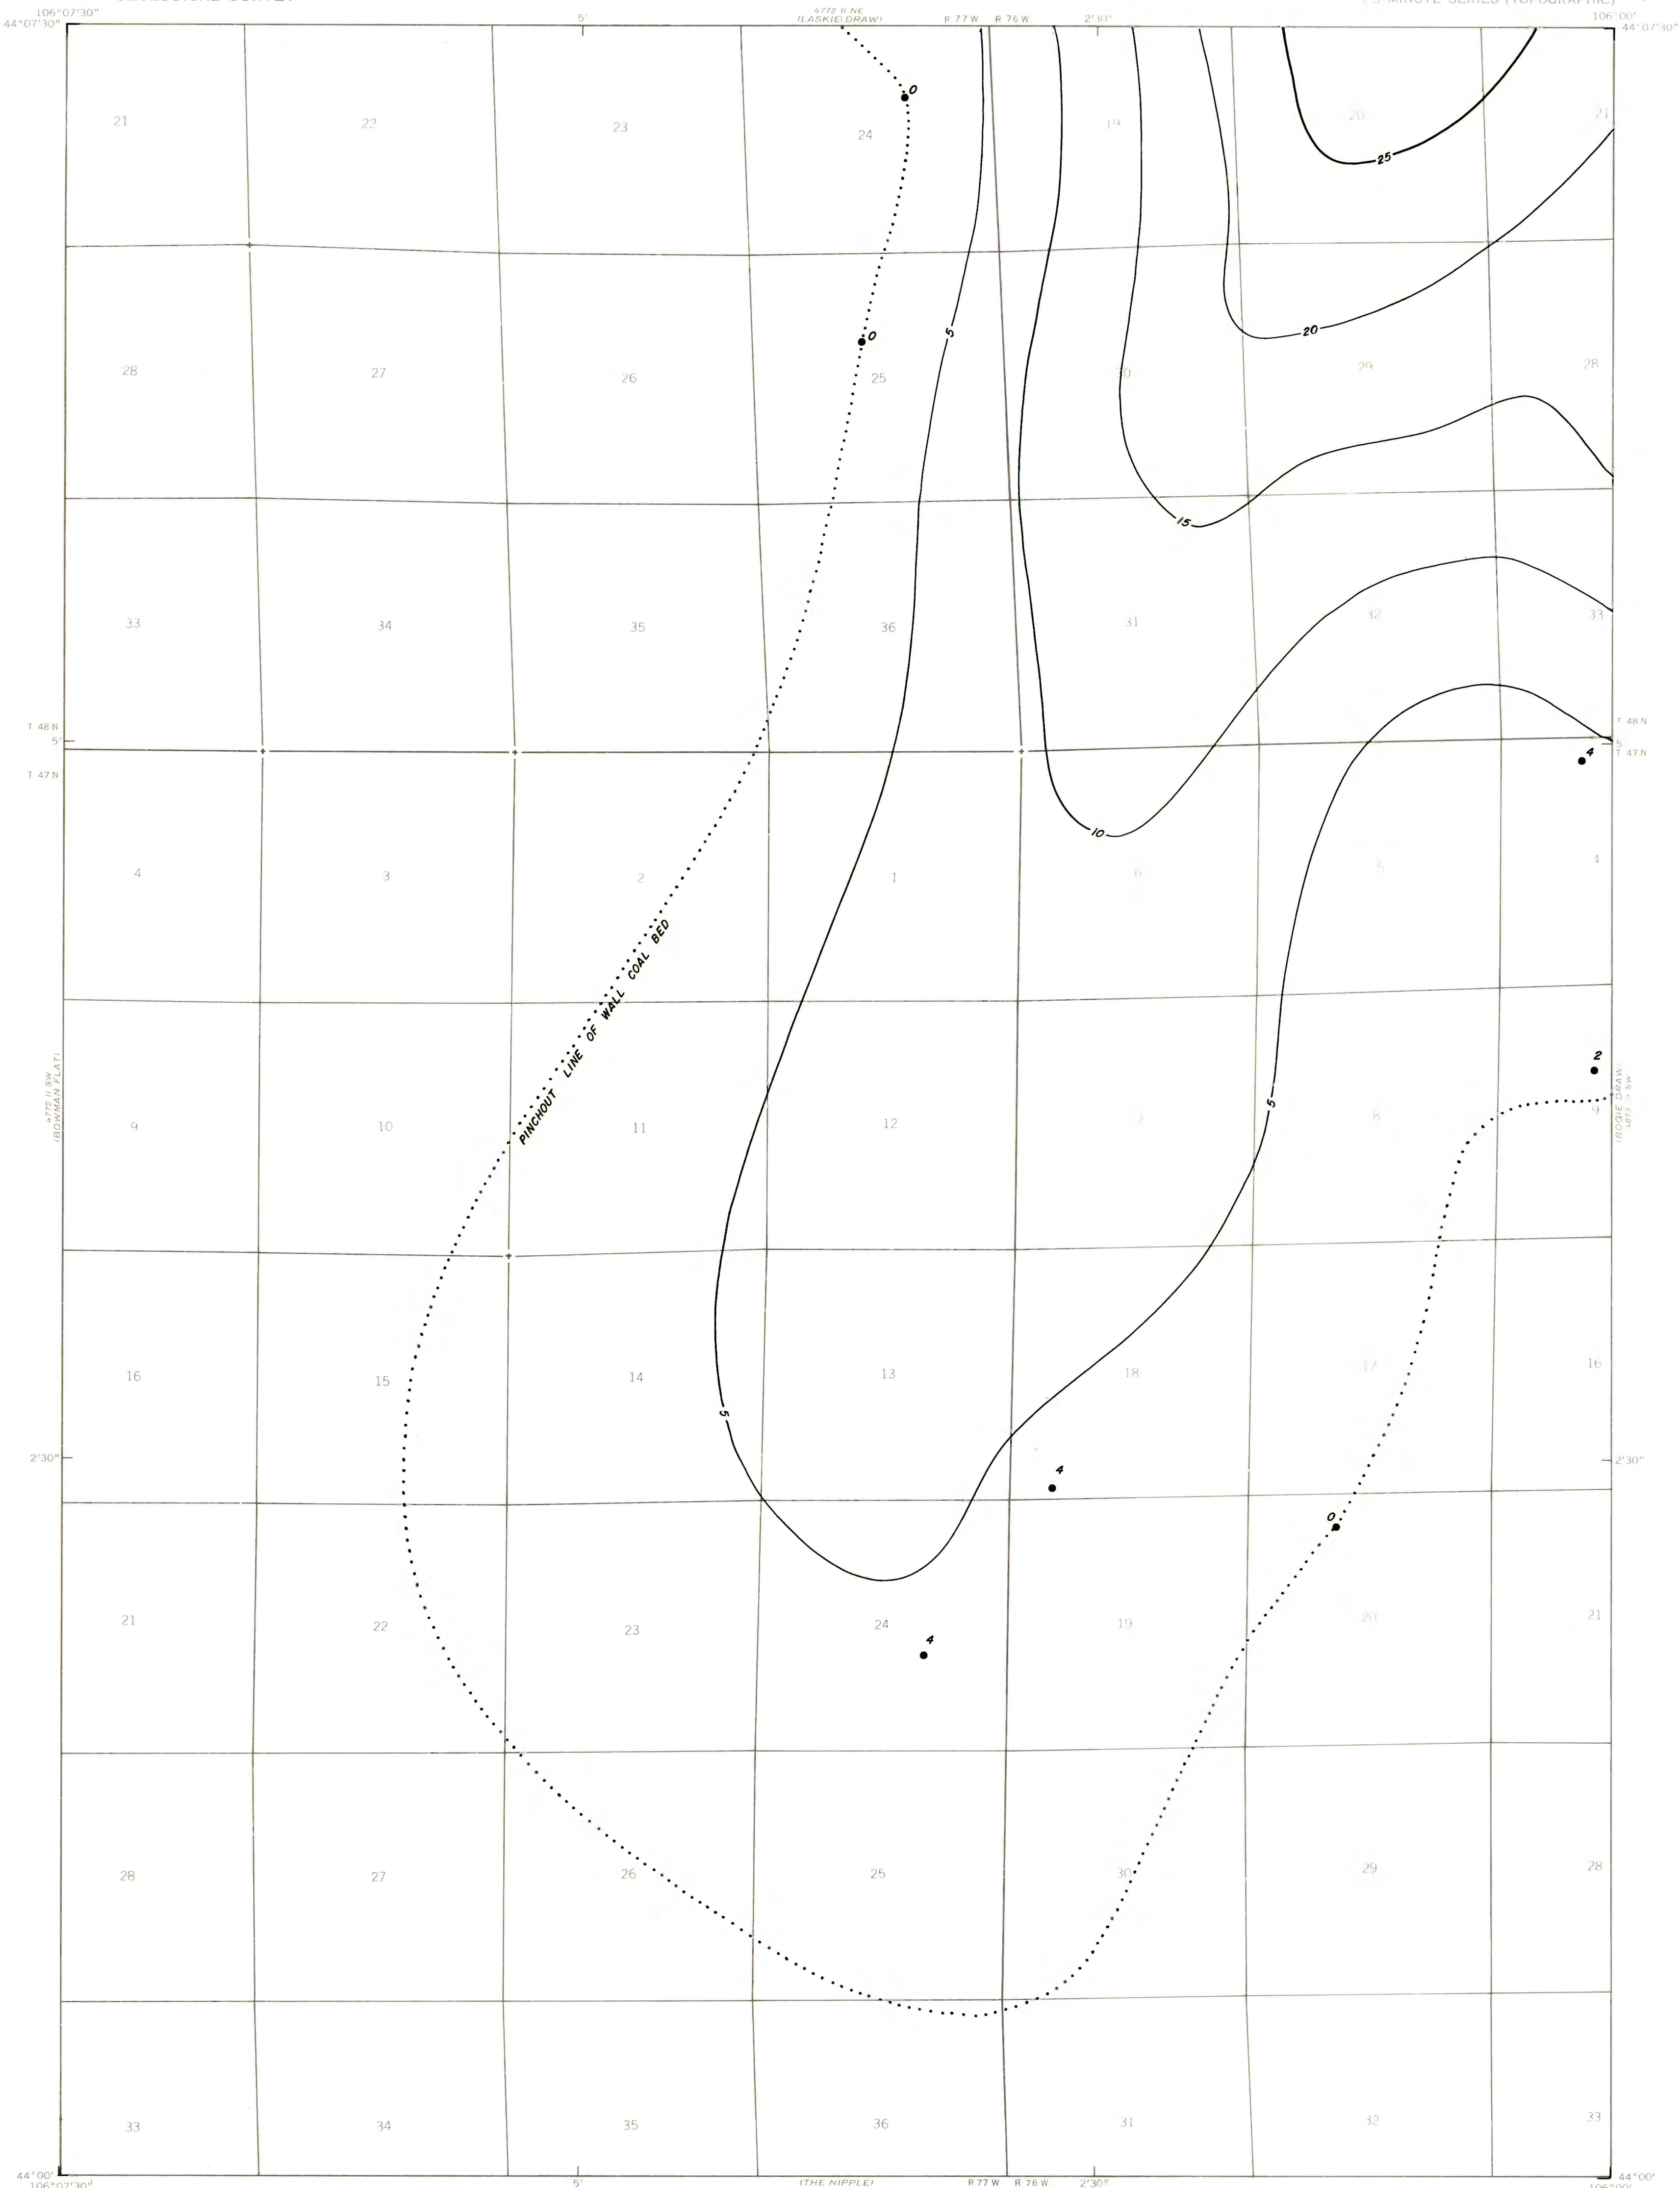 106°07'30" 5' 4772 II NE R 77 W R 76 W 2'30" 106°00'
44°07'30" (LASKIE DRAW) 44°07'30"
0
21 22 23 24 19 20 21
25
0 5 20
28 27 26 25 30 29 28
15
33 34 35 36 31 32 33
T 48 N T 48 N
5' 5'
T 47 N T 47 N
4
10
4 3 2 1 6 5 4
PINCHOUT LINE OF WALL COAL BED
2
4772 II SW
(BOWMAN FLAT)
(BOGIE DRAW)
5
9 10 11 12 7 8 9
16 15 14 13 18 17 16
5
2'30" 2'30"
4
0
21 22 23 24 19 20 21
4
28 27 26 25 30 29 28
33 34 35 36 31 32 33
44°00' 44°00'
106°07'30" 5' (THE NIPPLE) R 77 W R 76 W 2'30" 106°00'